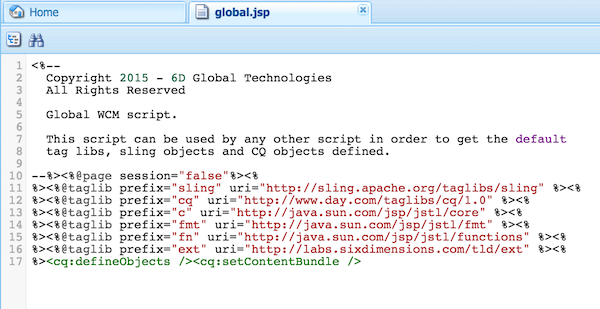 Home
global.jsp
1 <%--
2 Copyright 2015 - 6D Global Technologies
3 All Rights Reserved
4
5 Global WCM script.
6
7 This script can be used by any other script in order to get the default
8 tag libs, sling objects and CQ objects defined.
9
10 --%><%@page session="false"%><%
11 %><%@taglib prefix="sling" uri="http://sling.apache.org/taglibs/sling" %><%
12 %><%@taglib prefix="cq" uri="http://www.day.com/taglibs/cq/1.0" %><%
13 %><%@taglib prefix="c" uri="http://java.sun.com/jsp/jstl/core" %><%
14 %><%@taglib prefix="fmt" uri="http://java.sun.com/jsp/jstl/fmt" %><%
15 %><%@taglib prefix="fn" uri="http://java.sun.com/jsp/jstl/functions" %><%
16 %><%@taglib prefix="ext" uri="http://labs.sixdimensions.com/tld/ext" %><%
17 %><cq:defineObjects /><cq:setContentBundle />